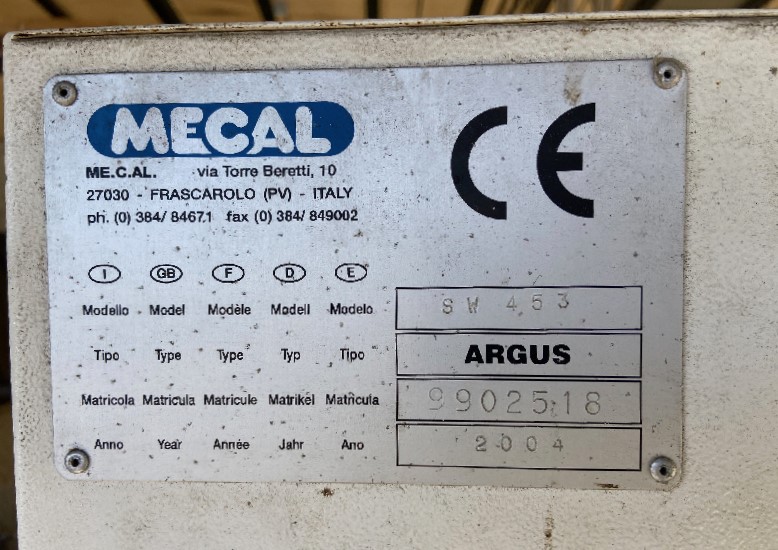 MECAL
CE
ME.C.AL. via Torre Beretti, 10
27030 - FRASCAROLO (PV) - ITALY
ph. (0) 384/ 8467.1 fax (0) 384/ 849002
I GB F D E
Modello Model Modèle Modell Modelo SW 453
Tipo Type Type Typ Tipo ARGUS
Matricola Matricula Matricule Matrikel Matricula 9902518
Anno Year Année Jahr Ano 2004